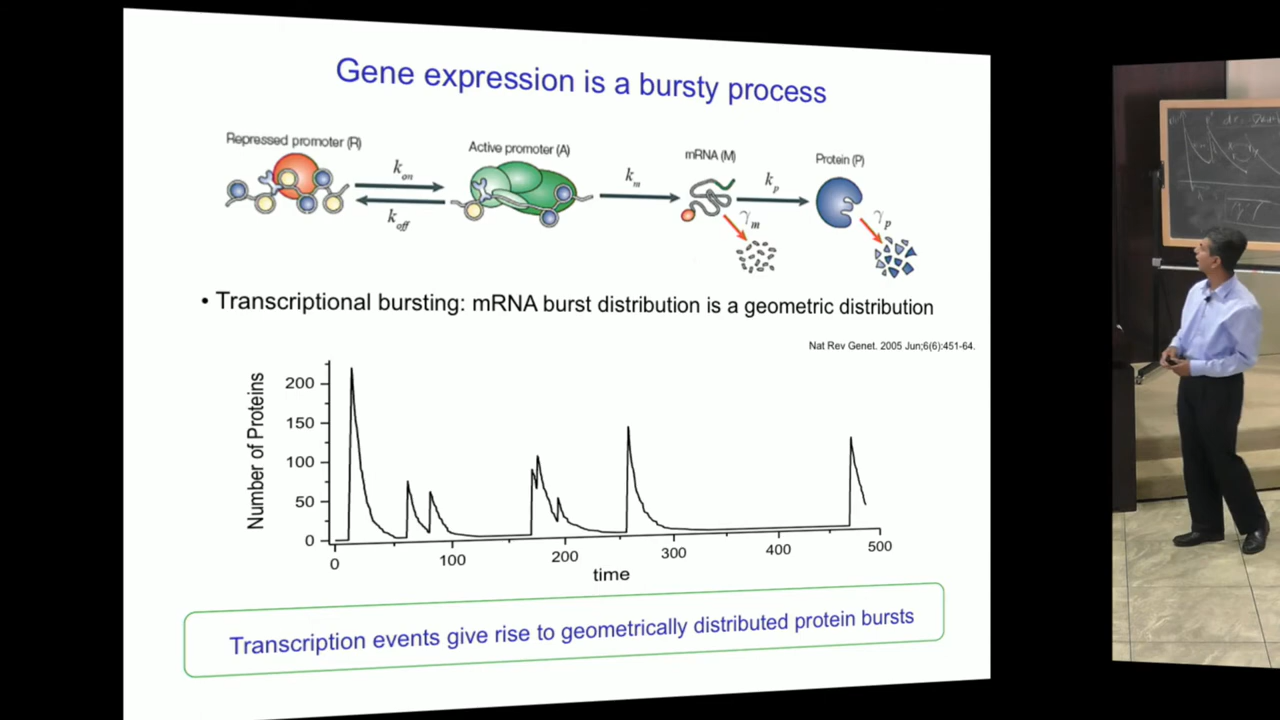 Gene expression is a bursty process
Repressed promoter (R)
Active promoter (A)
mRNA (M)
Protein (P)
k_on
k_off
k_m
k_p
γ_m
γ_p
• Transcriptional bursting: mRNA burst distribution is a geometric distribution
Nat Rev Genet. 2005 Jun;6(6):451-64.
Number of Proteins
200
150
100
50
0
0
100
200
300
400
500
time
Transcription events give rise to geometrically distributed protein bursts